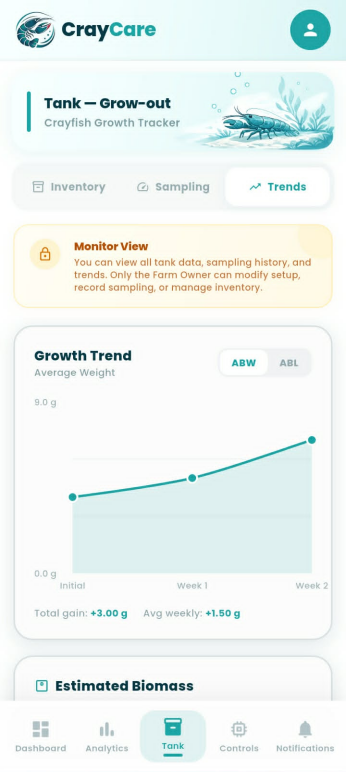 CrayCare
Tank — Grow-out
Crayfish Growth Tracker
Inventory
Sampling
Trends
Monitor View
You can view all tank data, sampling history, and
trends. Only the Farm Owner can modify setup,
record sampling, or manage inventory.
Growth Trend
Average Weight
ABW
ABL
9.0 g
0.0 g
Initial
Week 1
Week 2
Total gain: +3.00 g
Avg weekly: +1.50 g
Estimated Biomass
Dashboard
Analytics
Tank
Controls
Notifications